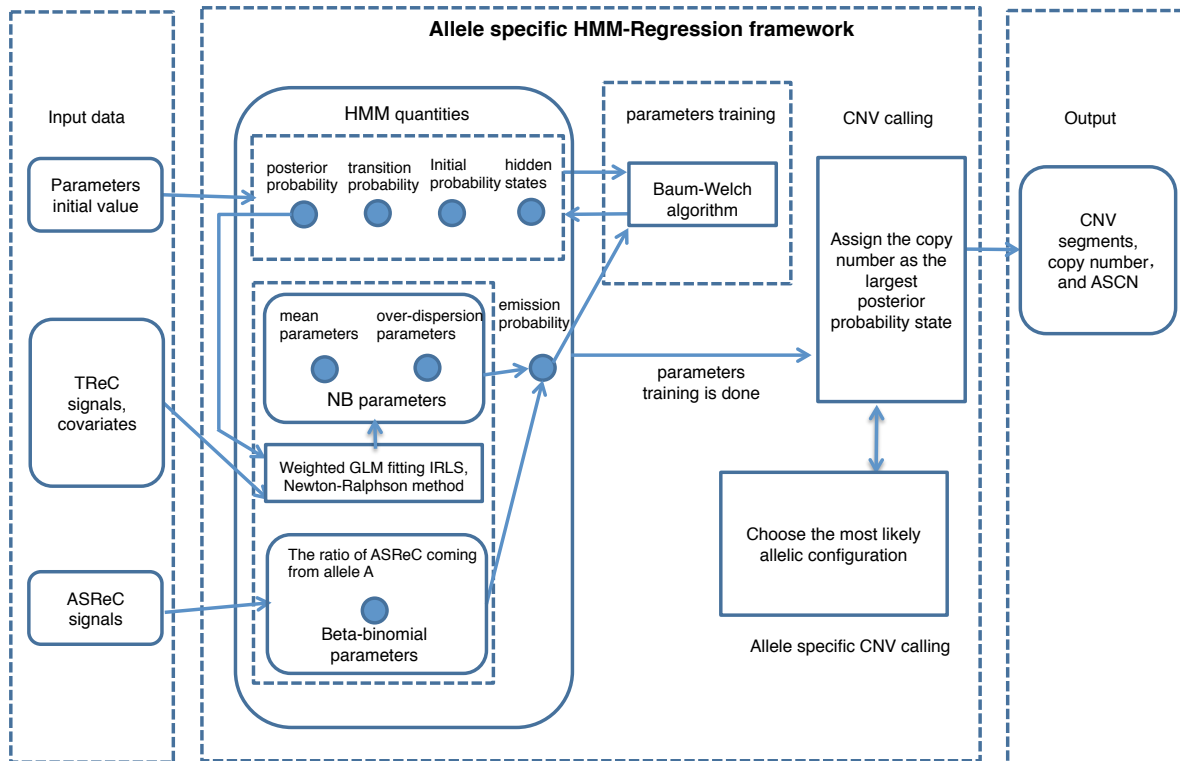 Allele specific HMM-Regression framework
Input data
Parameters
initial value
TReC
signals,
covariates
ASReC
signals
HMM quantities
posterior
probability
transition
probability
Initial
probability
hidden
states
mean
parameters
over-dispersion
parameters
NB parameters
emission
probability
Weighted GLM fitting IRLS,
Newton-Ralphson method
The ratio of ASReC coming
from allele A
Beta-binomial
parameters
parameters training
Baum-Welch
algorithm
parameters
training is done
CNV calling
Assign the copy
number as the
largest
posterior
probability state
Choose the most likely
allelic configuration
Allele specific CNV calling
Output
CNV
segments,
copy number,
and ASCN